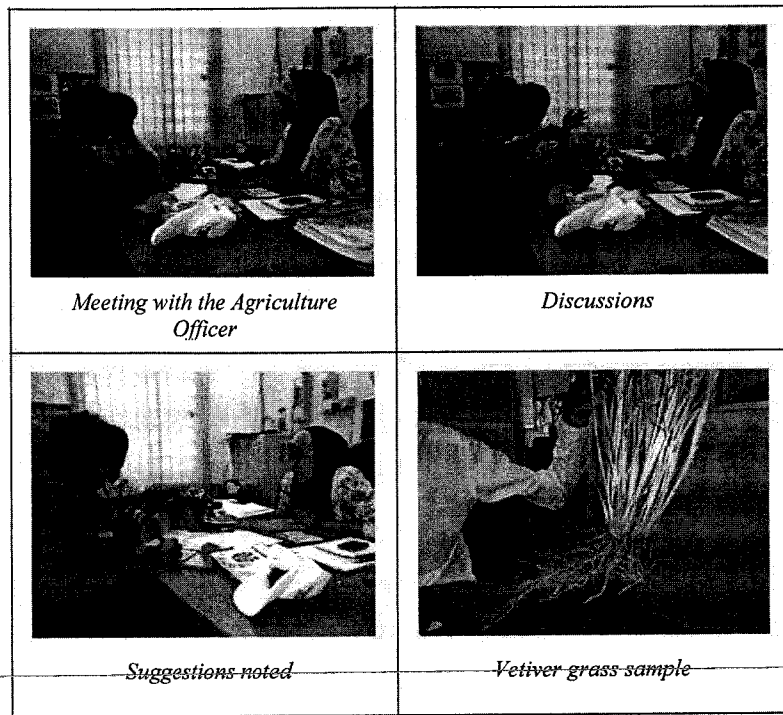 Meeting with the Agriculture
Officer
Discussions
Suggestions noted
Vetiver grass sample